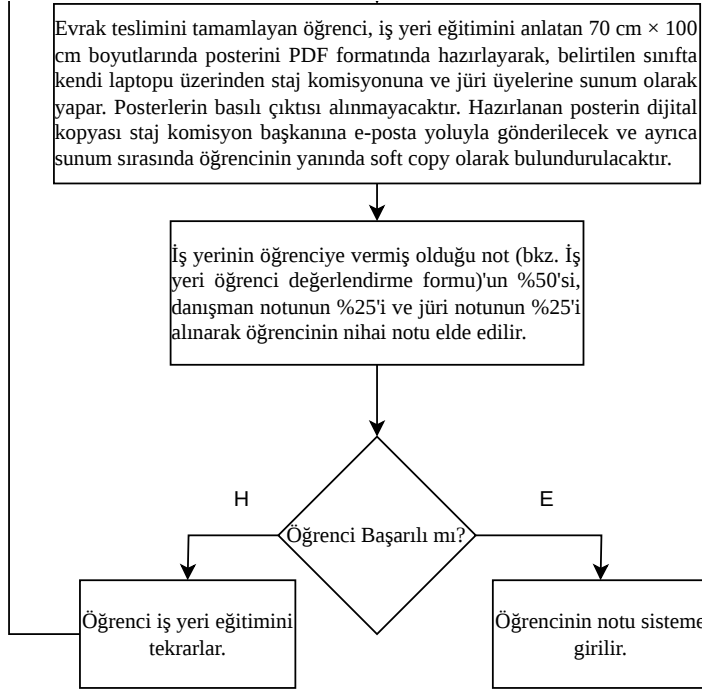 Evrak teslimini tamamlayan öğrenci, iş yeri eğitimini anlatan 70 cm × 100
cm boyutlarında posterini PDF formatında hazırlayarak, belirtilen sınıfta
kendi laptopu üzerinden staj komisyonuna ve jüri üyelerine sunum olarak
yapar. Posterlerin basılı çıktısı alınmayacaktır. Hazırlanan posterin dijital
kopyası staj komisyon başkanına e-posta yoluyla gönderilecek ve ayrıca
sunum sırasında öğrencinin yanında soft copy olarak bulundurulacaktır.
İş yerinin öğrenciye vermiş olduğu not (bkz. İş
yeri öğrenci değerlendirme formu)'un %50'si,
danışman notunun %25'i ve jüri notunun %25'i
alınarak öğrencinin nihai notu elde edilir.
H
E
Öğrenci Başarılı mı?
Öğrenci iş yeri eğitimini
tekrarlar.
Öğrencinin notu sisteme
girilir.